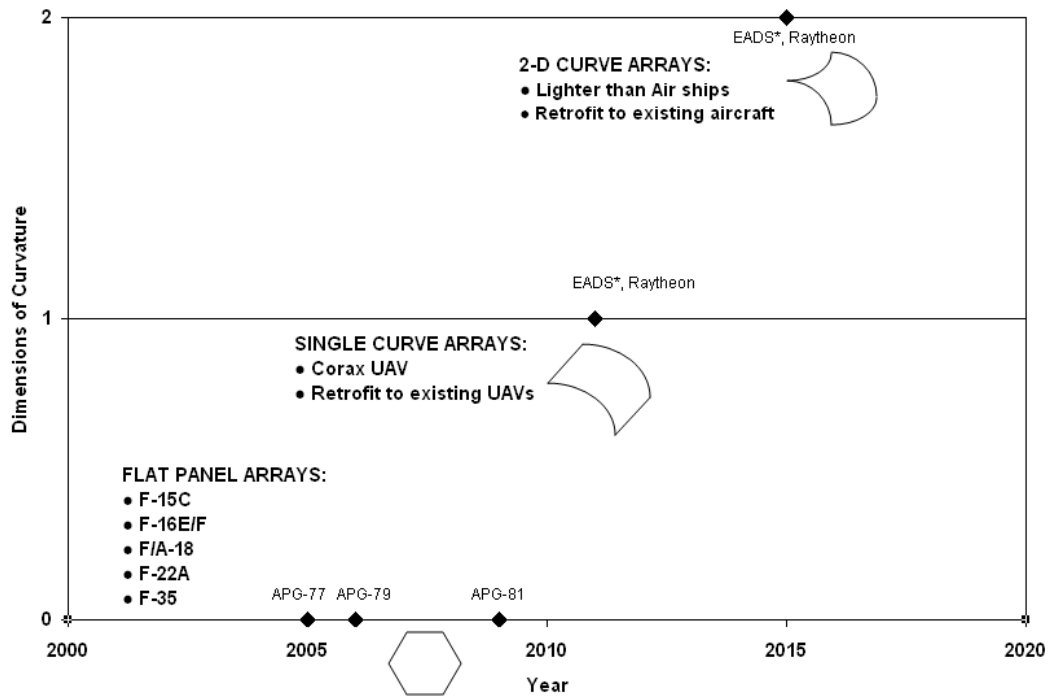 2
EADS*, Raytheon
2-D CURVE ARRAYS:
● Lighter than Air ships
● Retrofit to existing aircraft
Dimensions of Curvature
EADS*, Raytheon
1
SINGLE CURVE ARRAYS:
● Corax UAV
● Retrofit to existing UAVs
FLAT PANEL ARRAYS:
● F-15C
● F-16E/F
● F/A-18
● F-22A
● F-35
APG-77 APG-79 APG-81
0
2000 2005 2010 2015 2020
Year